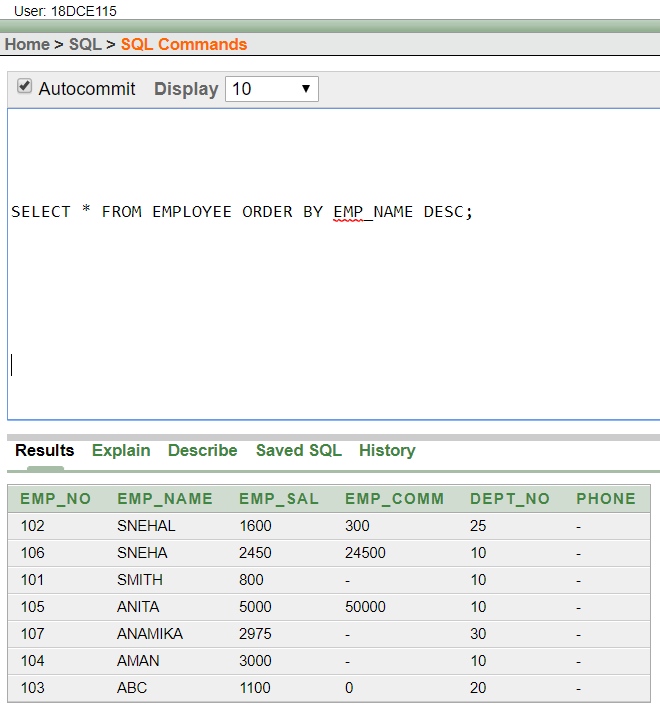 User: 18DCE115
Home > SQL > SQL Commands
Autocommit Display 10
SELECT * FROM EMPLOYEE ORDER BY EMP_NAME DESC;
Results Explain Describe Saved SQL History
EMP_NO EMP_NAME EMP_SAL EMP_COMM DEPT_NO PHONE
102 SNEHAL 1600 300 25 -
106 SNEHA 2450 24500 10 -
101 SMITH 800 - 10 -
105 ANITA 5000 50000 10 -
107 ANAMIKA 2975 - 30 -
104 AMAN 3000 - 10 -
103 ABC 1100 0 20 -